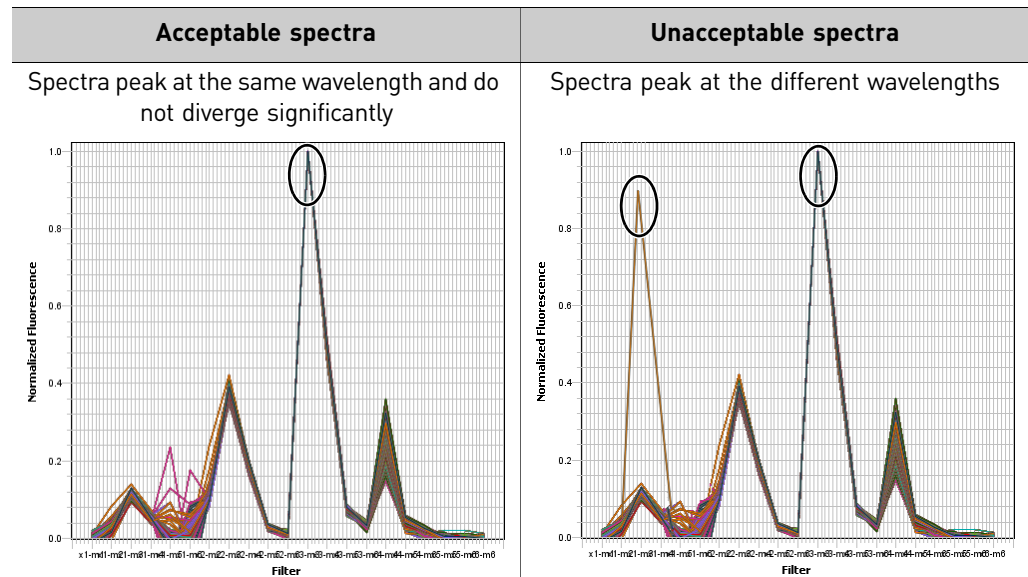 Acceptable spectra
Unacceptable spectra
Spectra peak at the same wavelength and do
not diverge significantly
Spectra peak at the different wavelengths
1.0
0.8
0.6
0.4
0.2
0.0
Normalized Fluorescence
Filter
1.0
0.8
0.6
0.4
0.2
0.0
Normalized Fluorescence
Filter